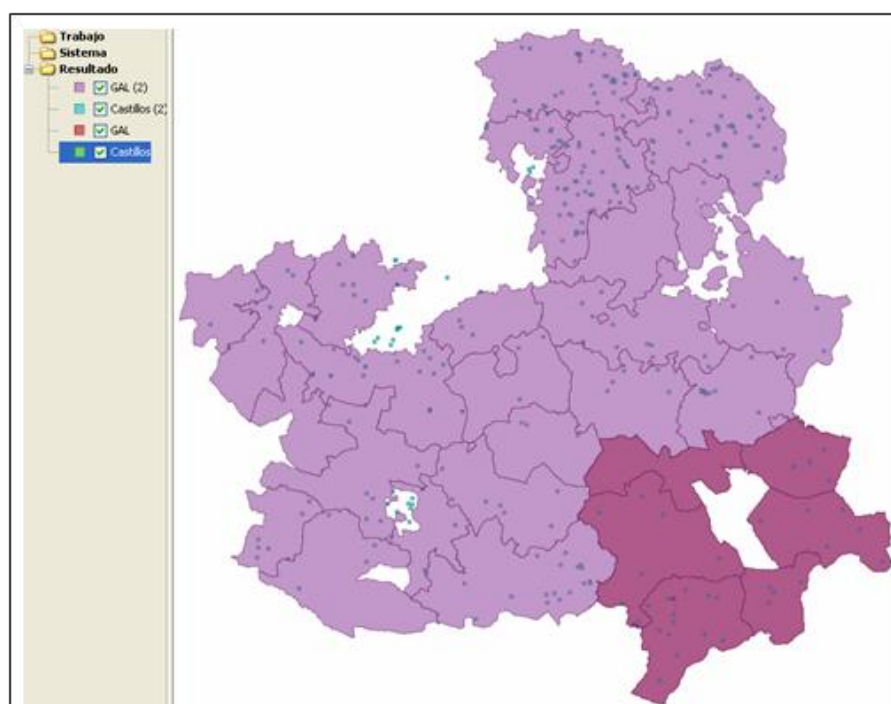 Trabajo
Sistema
Resultado
GAL (2)
Castillos (2)
GAL
Castillos